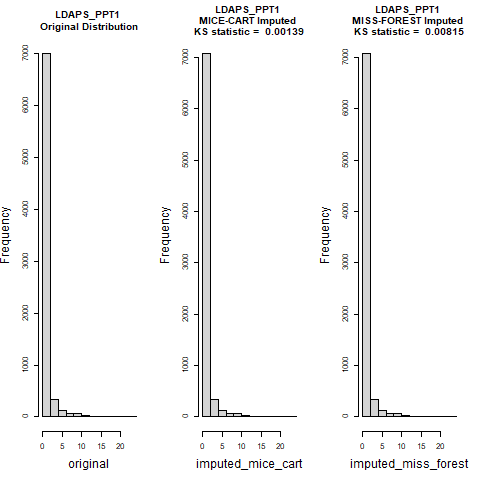 LDAPS_PPT1
Original Distribution
Frequency
0
1000
2000
3000
4000
5000
6000
7000
0 5 10 15 20
original
LDAPS_PPT1
MICE-CART Imputed
KS statistic = 0.00139
Frequency
0
1000
2000
3000
4000
5000
6000
7000
0 5 10 15 20
imputed_mice_cart
LDAPS_PPT1
MISS-FOREST Imputed
KS statistic = 0.00815
Frequency
0
1000
2000
3000
4000
5000
6000
7000
0 5 10 15 20
imputed_miss_forest